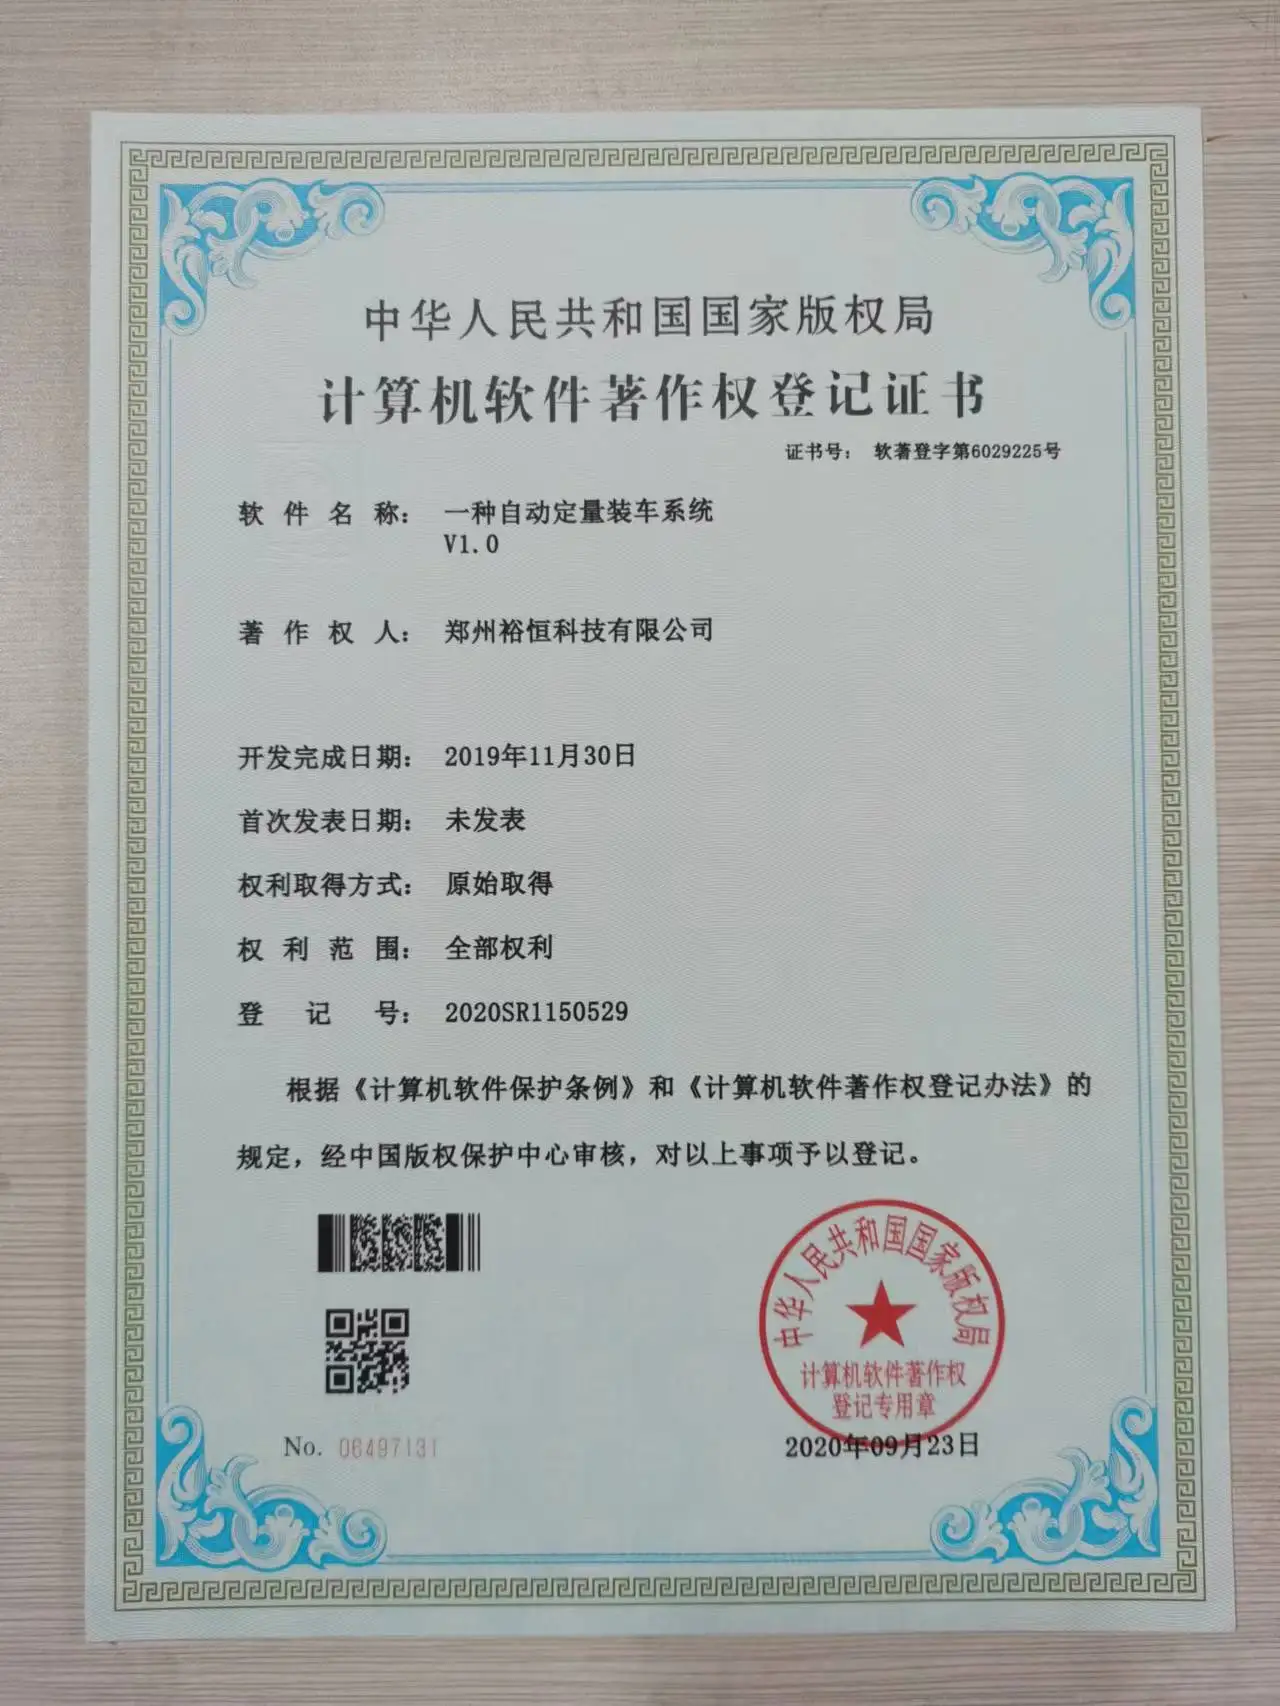 中华人民共和国国家版权局
计算机软件著作权登记证书
证书号： 软著登字第6029225号
软件名称： 一种自动定量装车系统
V1.0
著作权人： 郑州裕恒科技有限公司
开发完成日期： 2019年11月30日
首次发表日期： 未发表
权利取得方式： 原始取得
权利范围： 全部权利
登记号： 2020SR1150529
根据《计算机软件保护条例》和《计算机软件著作权登记办法》的
规定，经中国版权保护中心审核，对以上事项予以登记。
中华人民共和国国家版权局
计算机软件著作权
登记专用章
No. 06497131
2020年09月23日